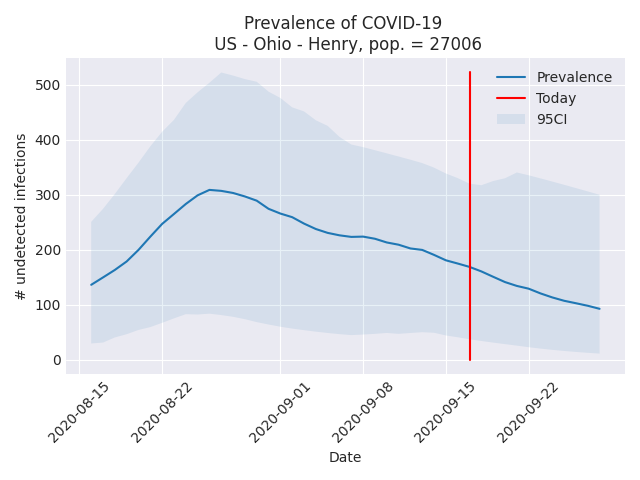 Prevalence of COVID-19
US - Ohio - Henry, pop. = 27006
Prevalence
Today
95CI
500
400
300
200
100
0
# undetected infections
2020-08-15
2020-08-22
2020-09-01
2020-09-08
2020-09-15
2020-09-22
Date